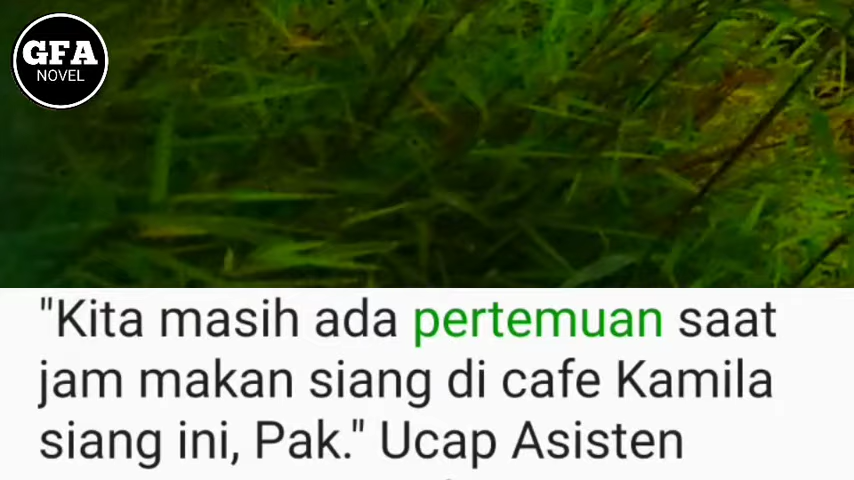 GFA
NOVEL
"Kita masih ada pertemuan saat
jam makan siang di cafe Kamila
siang ini, Pak." Ucap Asisten